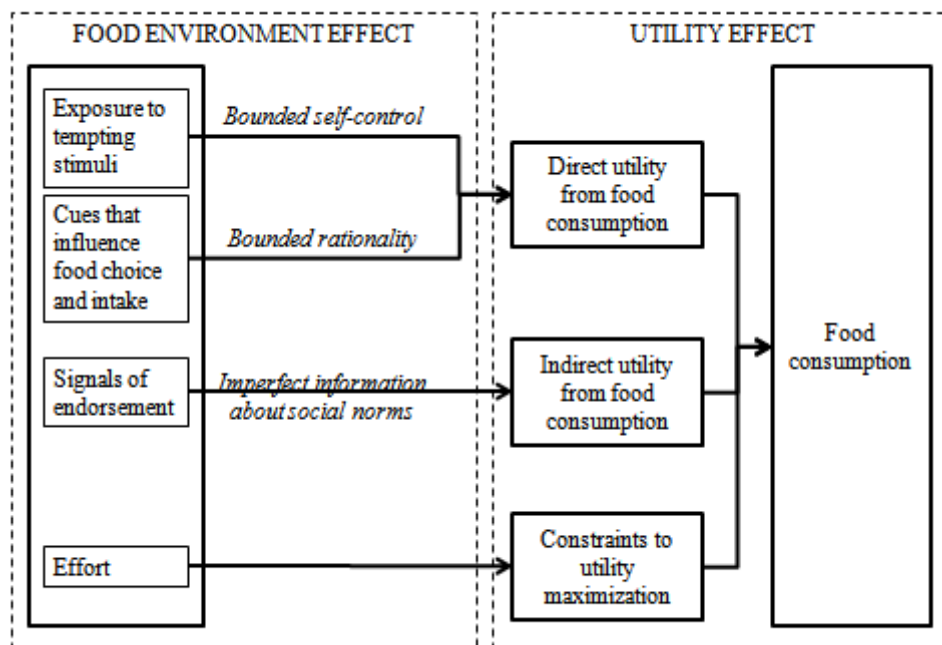 FOOD ENVIRONMENT EFFECT
Exposure to
tempting
stimuli
Bounded self-control
Cues that
influence
food choice
and intake
Bounded rationality
Signals of
endorsement
Imperfect information
about social norms
Effort
UTILITY EFFECT
Direct utility
from food
consumption
Indirect utility
from food
consumption
Constraints to
utility
maximization
Food
consumption